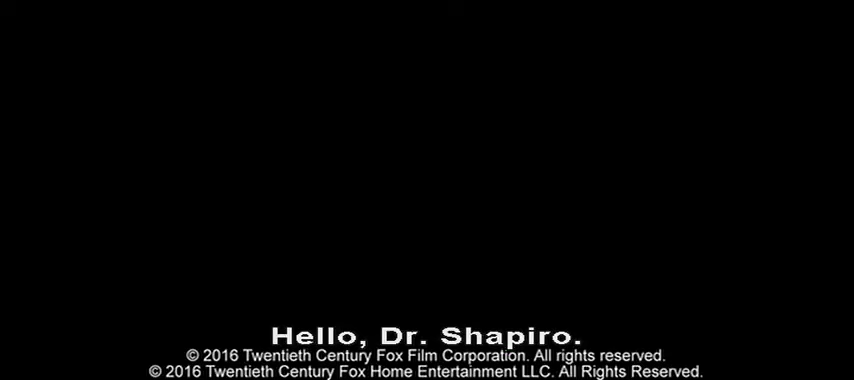 Hello, Dr. Shapiro.
© 2016 Twentieth Century Fox Film Corporation. All rights reserved.
© 2016 Twentieth Century Fox Home Entertainment LLC. All Rights Reserved.